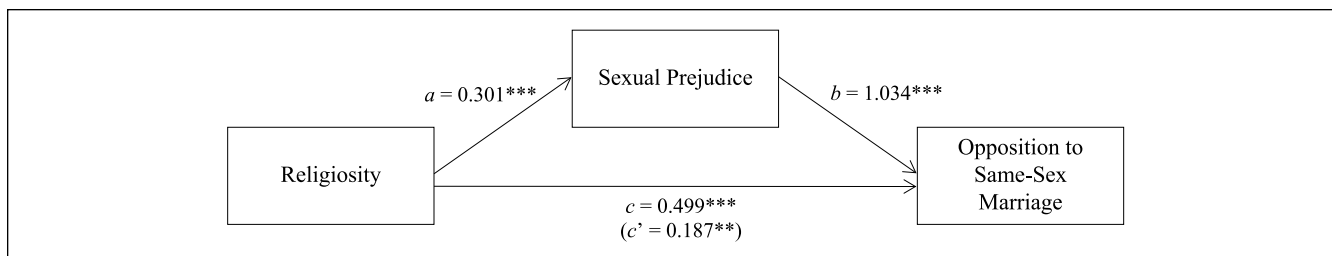 Sexual Prejudice
a = 0.301***
b = 1.034***
Religiosity
Opposition to
Same-Sex
Marriage
c = 0.499***
(c’ = 0.187**)